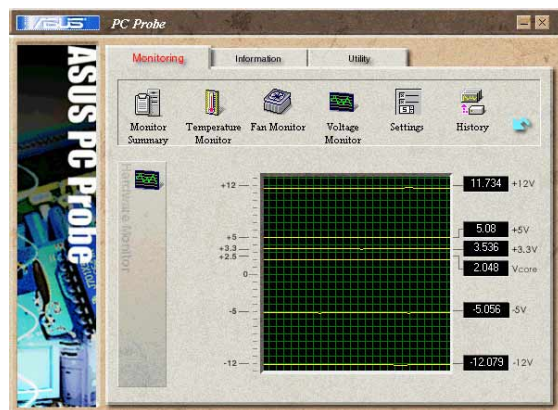 ASUS PC Probe
Monitoring Information Utility
Monitor Summary
Temperature Monitor
Fan Monitor
Voltage Monitor
Settings
History
ASUS PC Probe
Hardware Monitor
+12 11.734 +12V
+5 5.08 +5V
+3.3 3.536 +3.3V
+2.5 2.048 Vcore
0
-5 -5.056 -5V
-12 -12.079 -12V